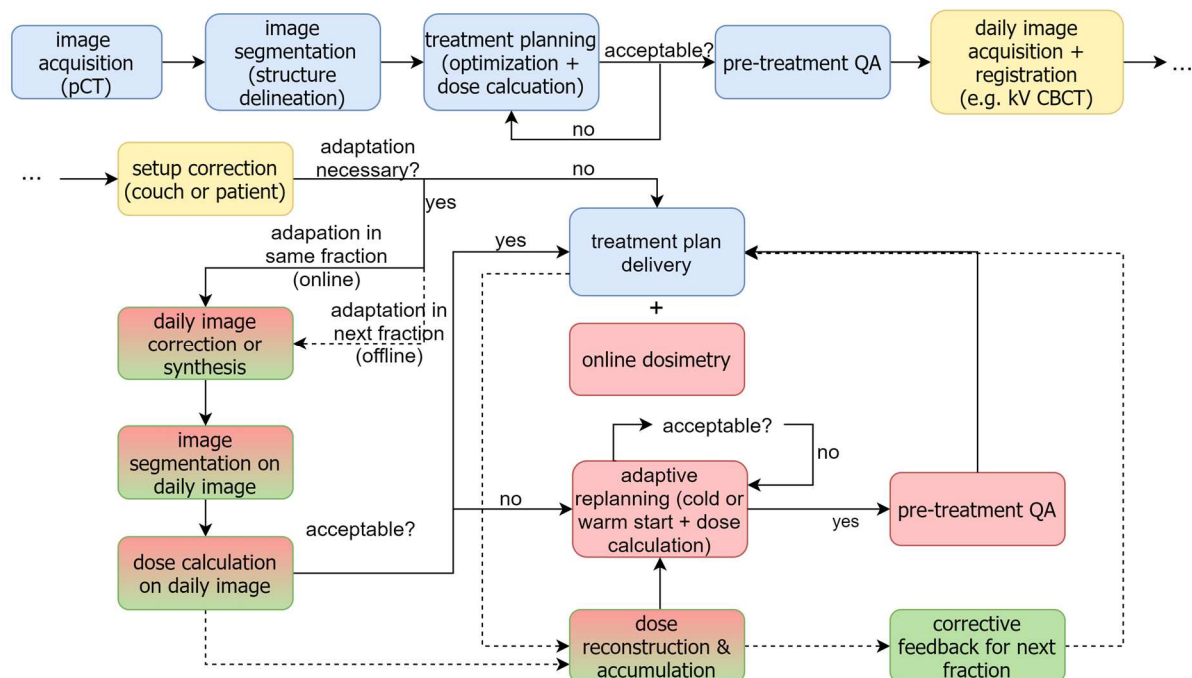 image
acquisition
(pCT)
image
segmentation
(structure
delineation)
treatment planning
(optimization +
dose calcuation)
acceptable?
no
pre-treatment QA
daily image
acquisition +
registration
(e.g. kV CBCT)
...
...
setup correction
(couch or patient)
adaptation
necessary?
no
yes
adapation in
same fraction
(online)
adaptation in
next fraction
(offline)
yes
treatment plan
delivery
+
online dosimetry
daily image
correction or
synthesis
image
segmentation on
daily image
dose calculation
on daily image
acceptable?
no
acceptable?
no
adaptive
replanning (cold or
warm start + dose
calculation)
yes
pre-treatment QA
dose
reconstruction &
accumulation
corrective
feedback for next
fraction